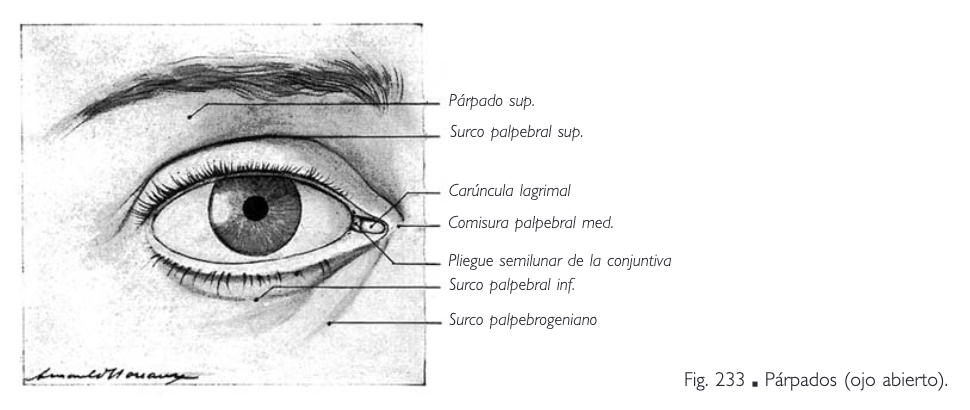 Párpado sup.
Surco palpebral sup.
Carúncula lagrimal
Comisura palpebral med.
Pliegue semilunar de la conjuntiva
Surco palpebral inf.
Surco palpebrogeniano
Fig. 233 ■ Párpados (ojo abierto).